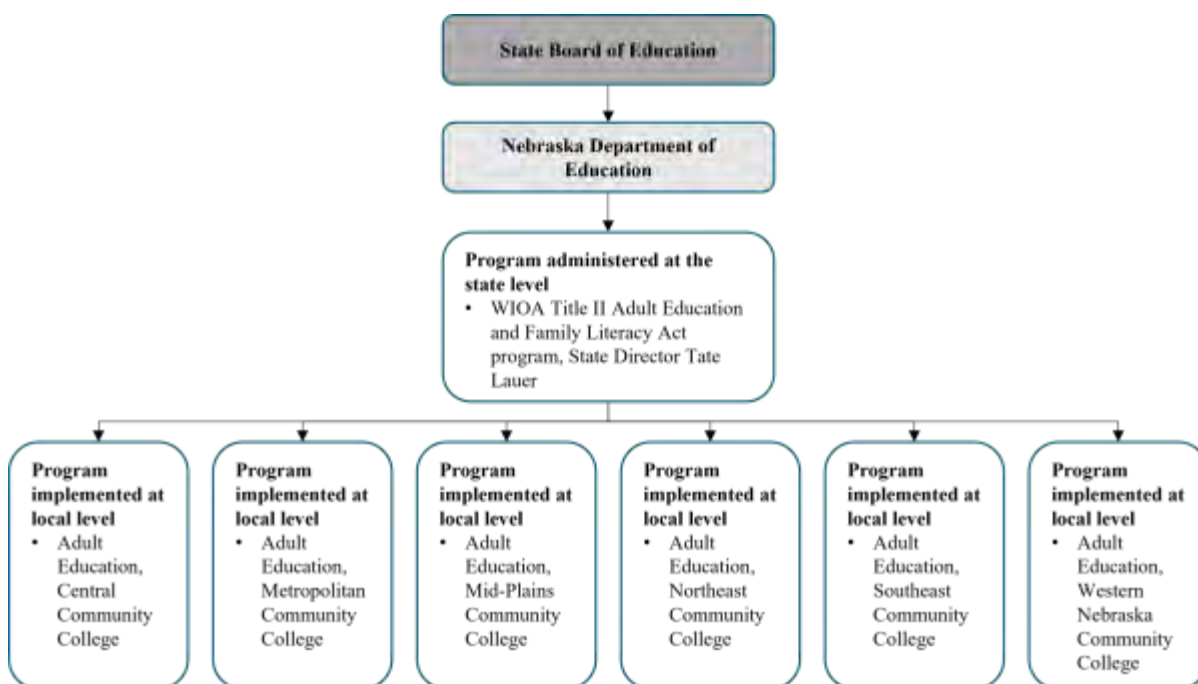 State Board of Education
Nebraska Department of
Education
Program administered at the
state level
• WIOA Title II Adult Education
and Family Literacy Act
program, State Director Tate
Lauer
Program
implemented at
local level
• Adult
Education,
Central
Community
College
Program
implemented at
local level
• Adult
Education,
Metropolitan
Community
College
Program
implemented at
local level
• Adult
Education,
Mid-Plains
Community
College
Program
implemented at
local level
• Adult
Education,
Northeast
Community
College
Program
implemented at
local level
• Adult
Education,
Southeast
Community
College
Program
implemented at
local level
• Adult
Education,
Western
Nebraska
Community
College